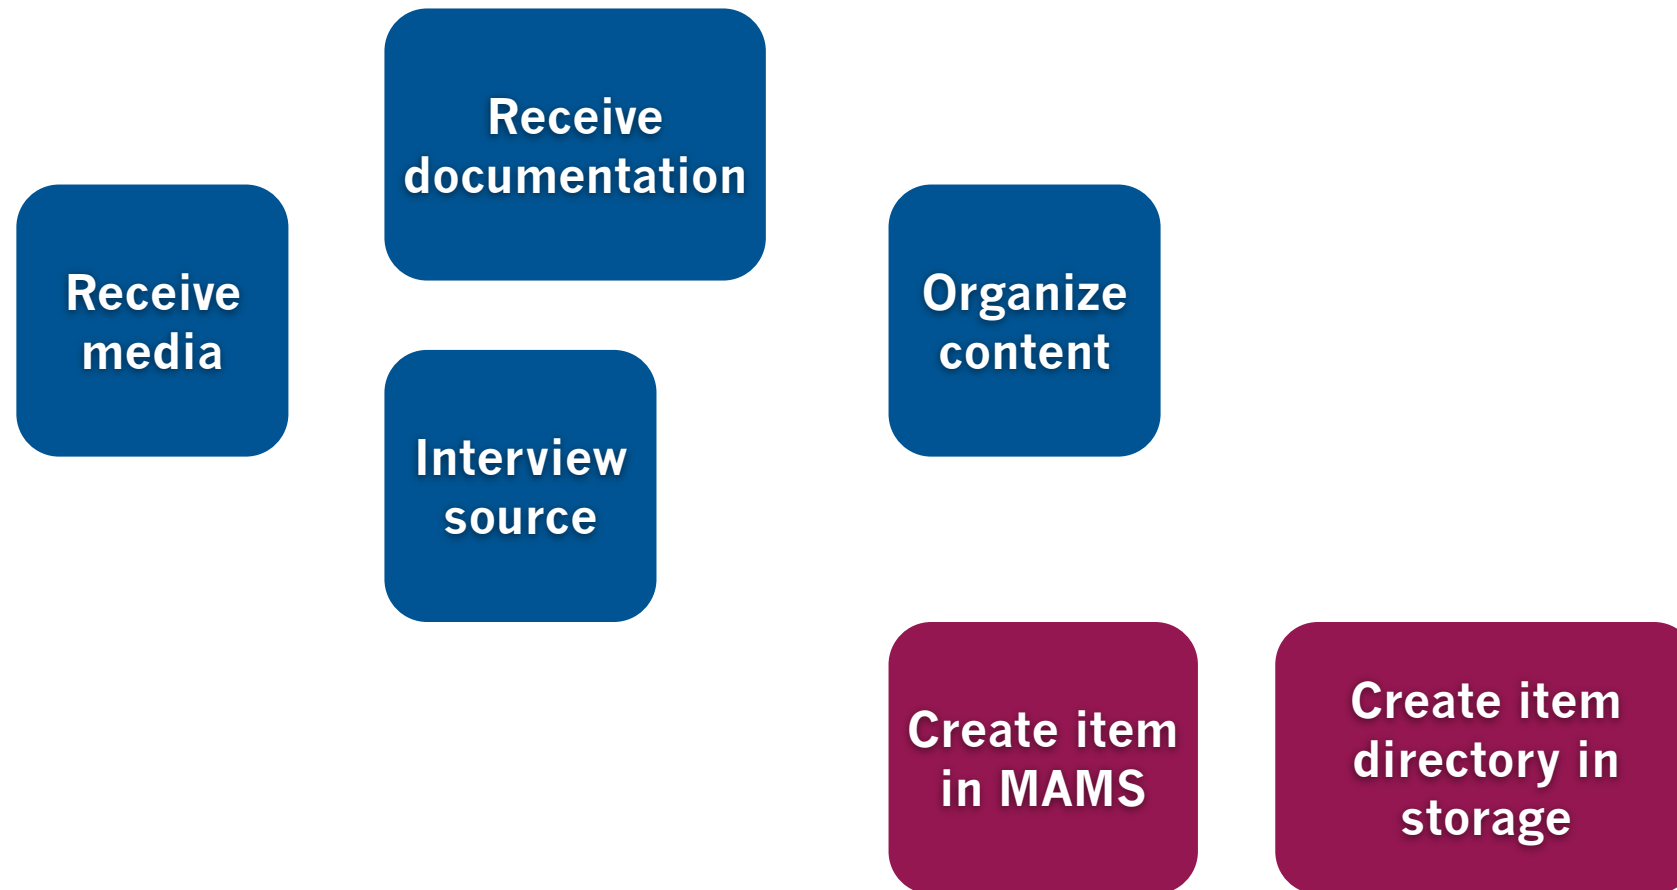 Receive
documentation
Receive
media
Organize
content
Interview
source
Create item
in MAMS
Create item
directory in
storage